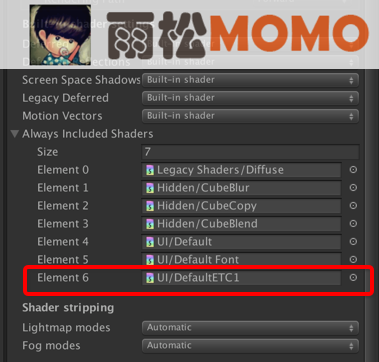 雨松MOMO
Screen Space Shadows Built-in shader
Legacy Deferred Built-in shader
Motion Vectors Built-in shader
Always Included Shaders
Size 7
Element 0 Legacy Shaders/Diffuse
Element 1 Hidden/CubeBlur
Element 2 Hidden/CubeCopy
Element 3 Hidden/CubeBlend
Element 4 UI/Default
Element 5 UI/Default Font
Element 6 UI/DefaultETC1
Shader stripping
Lightmap modes Automatic
Fog modes Automatic